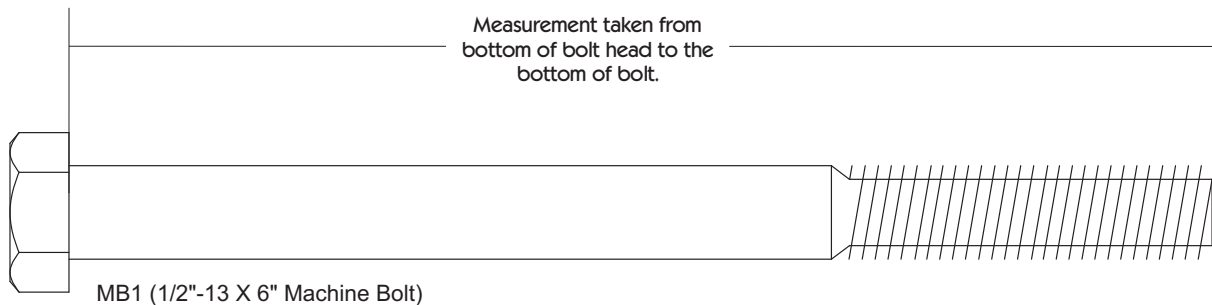 Measurement taken from
bottom of bolt head to the
bottom of bolt.
MB1 (1/2"-13 X 6" Machine Bolt)